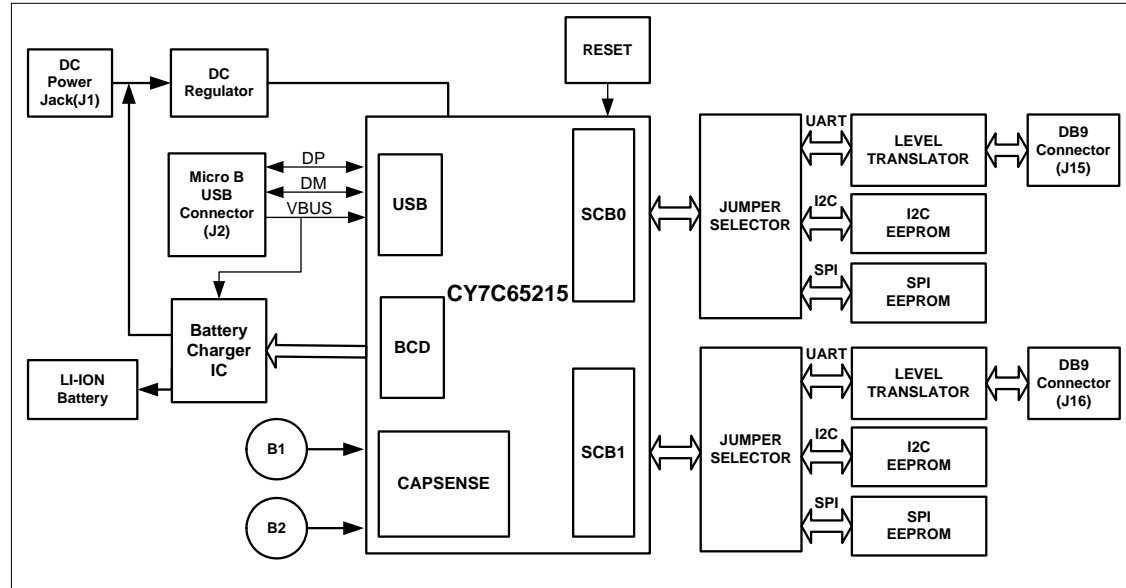 DC
Power
Jack(J1)
DC
Regulator
RESET
Micro B
USB
Connector
(J2)
DP
DM
VBUS
USB
CY7C65215
BCD
Battery
Charger
IC
LI-ION
Battery
B1
B2
CAPSENSE
SCB0
SCB1
JUMPER
SELECTOR
UART
LEVEL
TRANSLATOR
DB9
Connector
(J15)
I2C
I2C
EEPROM
SPI
SPI
EEPROM
JUMPER
SELECTOR
UART
LEVEL
TRANSLATOR
DB9
Connector
(J16)
I2C
I2C
EEPROM
SPI
SPI
EEPROM